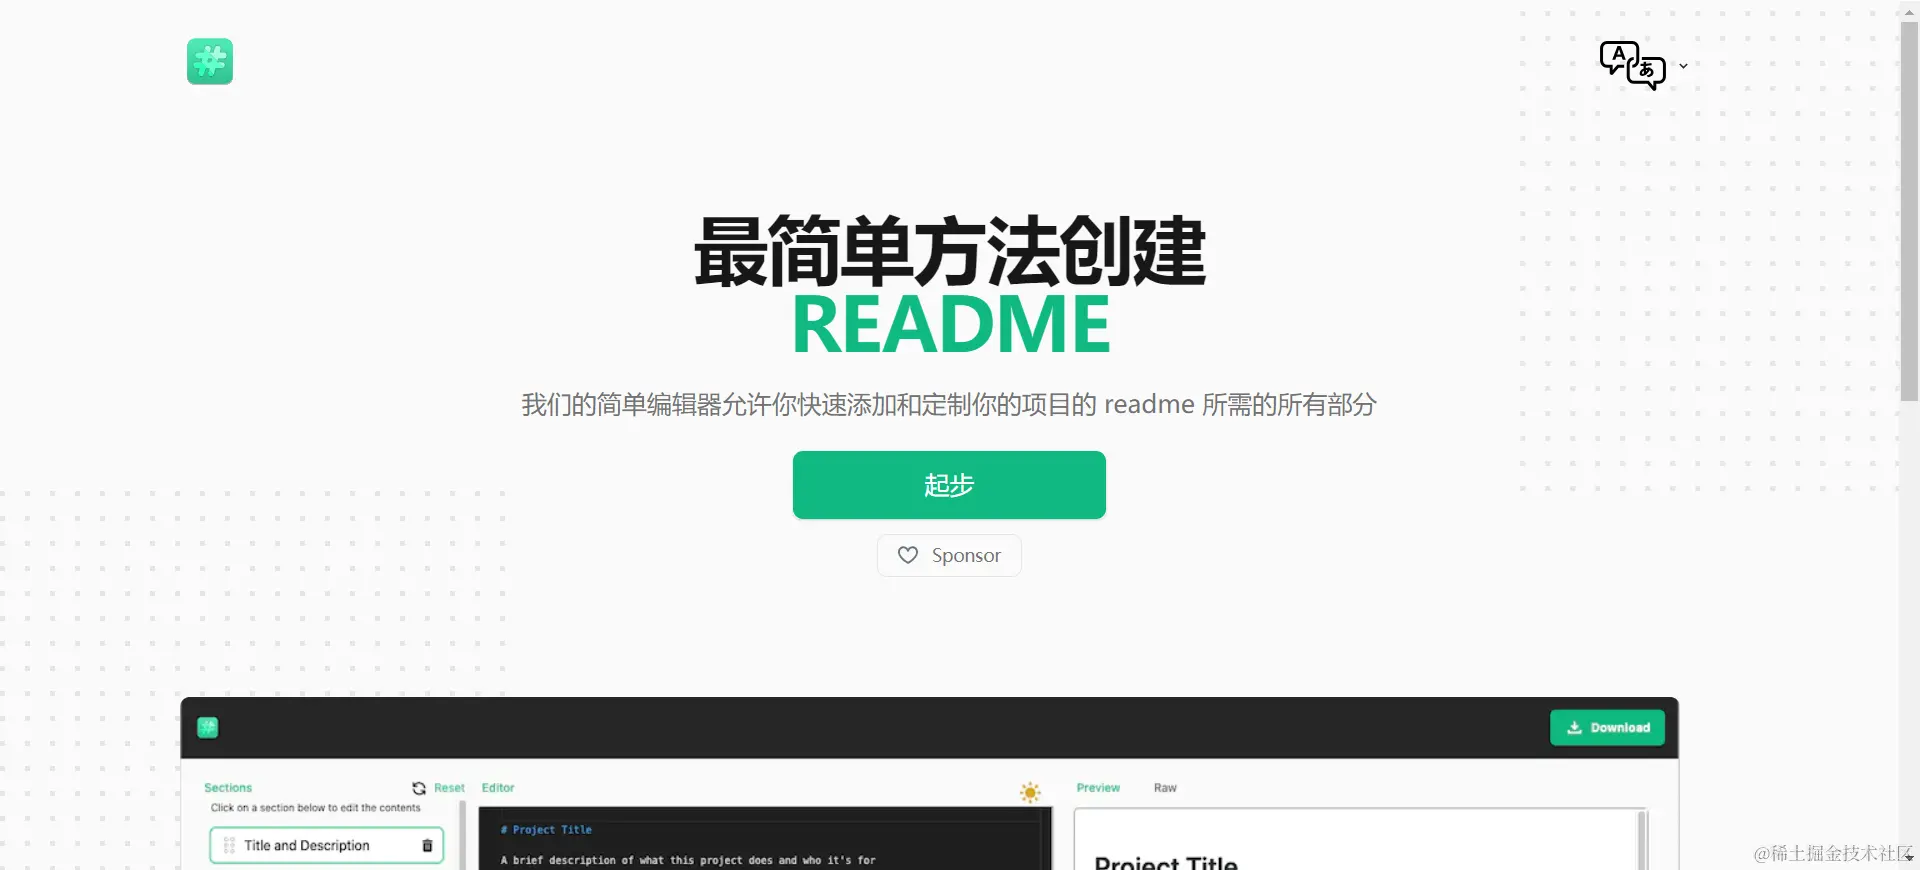 最简单方法创建
README
我们的简单编辑器允许你快速添加和定制你的项目的 readme 所需的所有部分
起步
Sponsor
Download
Sections
Reset
Editor
Preview
Raw
Click on a section below to edit the contents
Title and Description
# Project Title
A brief description of what this project does and who it's for
Project Title
@稀土掘金技术社区